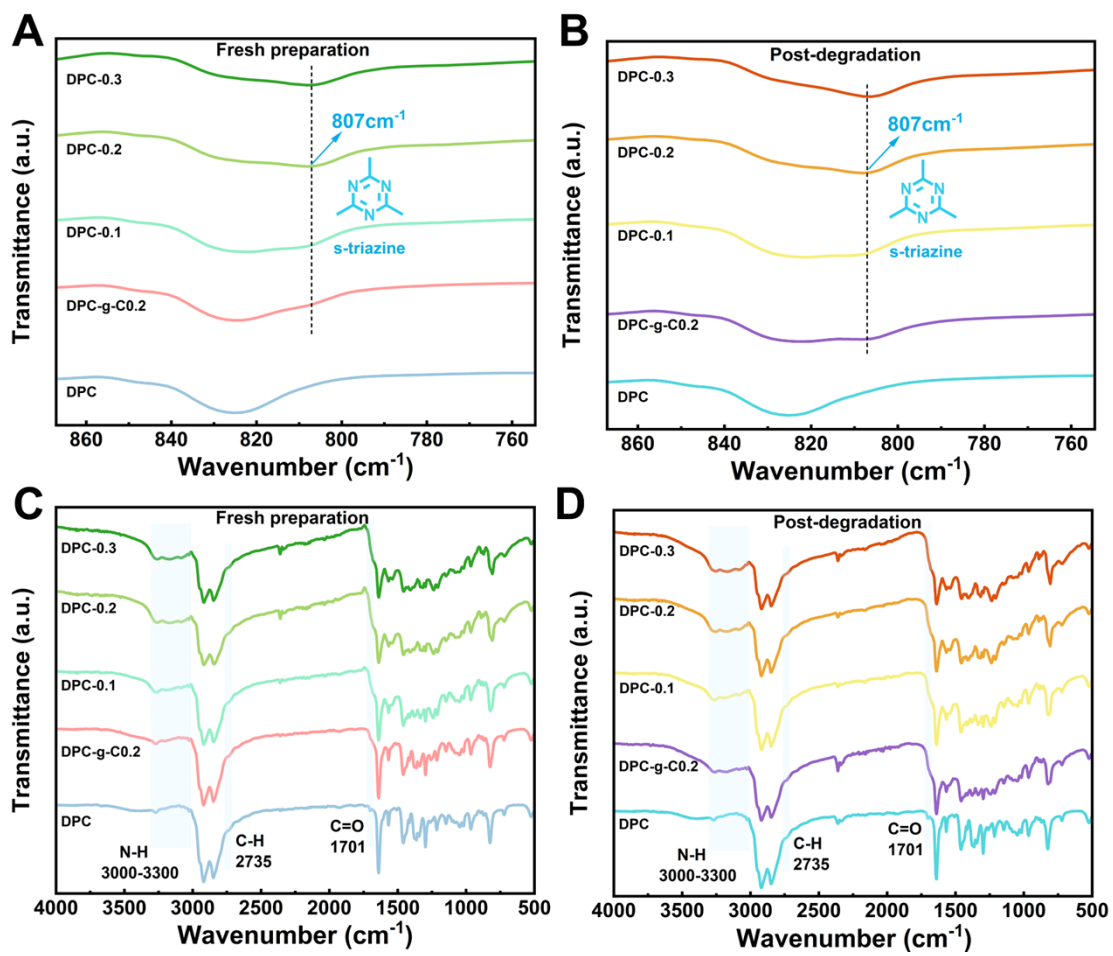 A
Fresh preparation
DPC-0.3
807cm⁻¹
DPC-0.2
N
N
N
DPC-0.1
s-triazine
DPC-g-C0.2
DPC
Transmittance (a.u.)
860
840
820
800
780
760
Wavenumber (cm⁻¹)
B
Post-degradation
DPC-0.3
807cm⁻¹
DPC-0.2
N
N
N
DPC-0.1
s-triazine
DPC-g-C0.2
DPC
Transmittance (a.u.)
860
840
820
800
780
760
Wavenumber (cm⁻¹)
C
Fresh preparation
DPC-0.3
DPC-0.2
DPC-0.1
DPC-g-C0.2
DPC
N-H
3000-3300
C-H
2735
C=O
1701
Transmittance (a.u.)
4000
3500
3000
2500
2000
1500
1000
500
Wavenumber (cm⁻¹)
D
Post-degradation
DPC-0.3
DPC-0.2
DPC-0.1
DPC-g-C0.2
DPC
N-H
3000-3300
C-H
2735
C=O
1701
Transmittance (a.u.)
4000
3500
3000
2500
2000
1500
1000
500
Wavenumber (cm⁻¹)